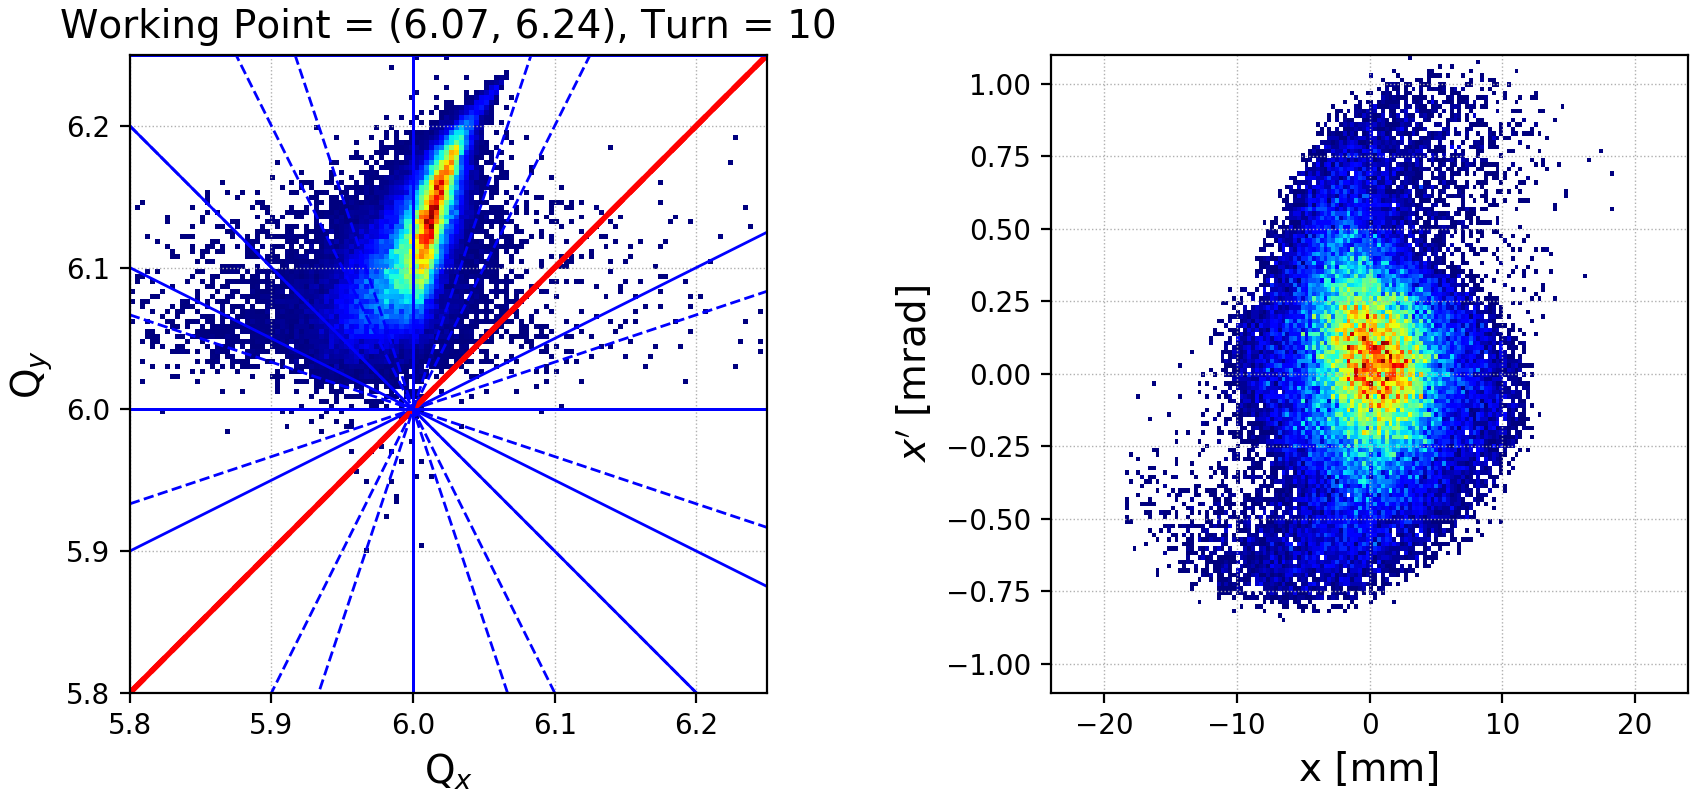 Working Point = (6.07, 6.24), Turn = 10
6.2
6.1
6.0
5.9
5.8
Qy
5.8 5.9 6.0 6.1 6.2
Qx
1.00
0.75
0.50
0.25
0.00
−0.25
−0.50
−0.75
−1.00
x′ [mrad]
−20 −10 0 10 20
x [mm]